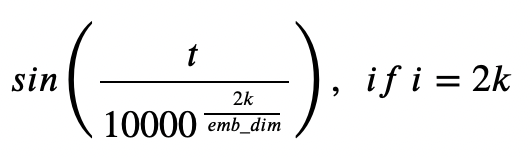 sin(t / 10000^(2k / emb_dim)), if i = 2k